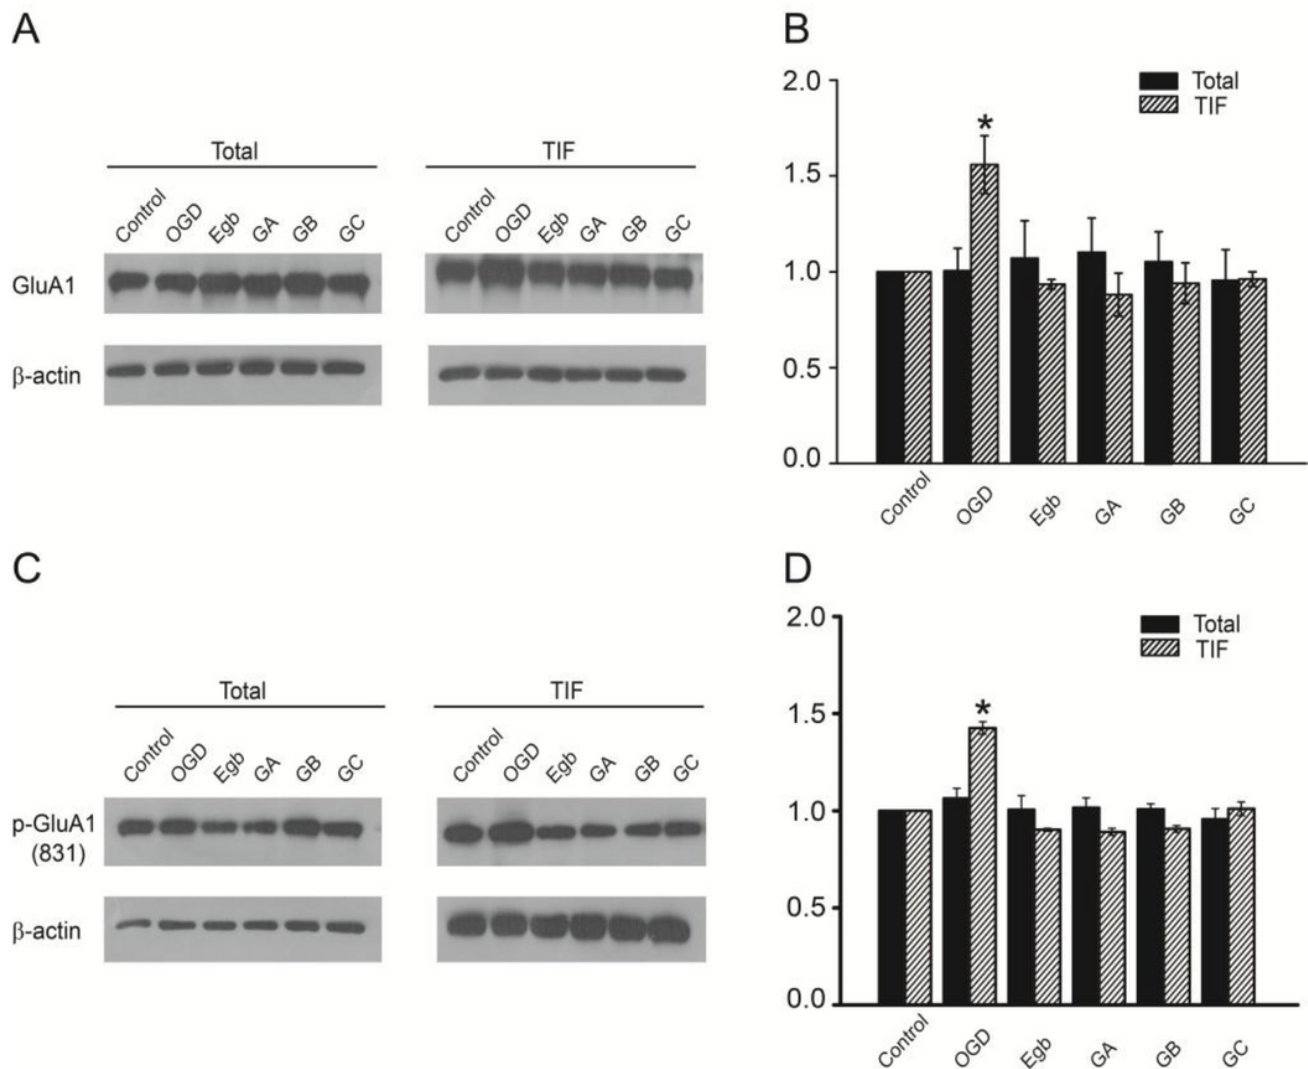 A
Total
TIF
Control OGD Egb GA GB GC
Control OGD Egb GA GB GC
GluA1
β-actin
B
2.0
1.5
1.0
0.5
0.0
Total
TIF
*
Control OGD Egb GA GB GC
C
Total
TIF
Control OGD Egb GA GB GC
Control OGD Egb GA GB GC
p-GluA1
(831)
β-actin
D
2.0
1.5
1.0
0.5
0.0
Total
TIF
*
Control OGD Egb GA GB GC